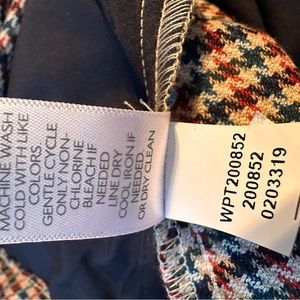 MACHINE WASH
COLD WITH LIKE
COLORS
GENTLE CYCLE
ONLY NON-
CHLORINE
BLEACH IF
NEEDED
LINE DRY
COOL IRON IF
NEEDED
OR DRY CLEAN
WPT200852
200852
0203319